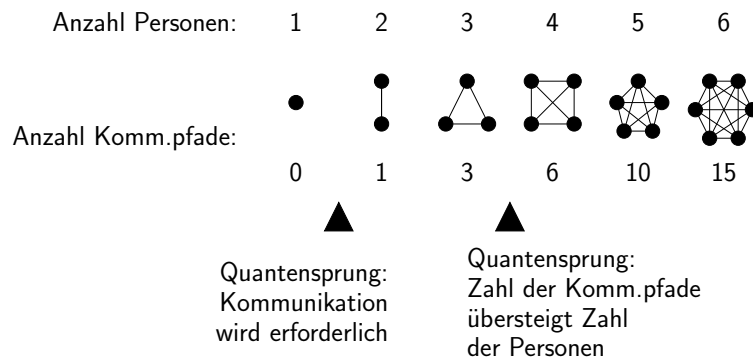 Anzahl Personen: 1 2 3 4 5 6
Anzahl Komm.pfade:
0 1 3 6 10 15
Quantensprung:
Kommunikation
wird erforderlich
Quantensprung:
Zahl der Komm.pfade
übersteigt Zahl
der Personen